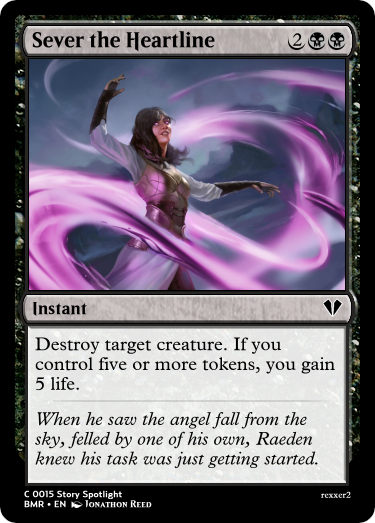 Sever the Heartline 2
Instant
Destroy target creature. If you
control five or more tokens, you gain
5 life.
When he saw the angel fall from the
sky, felled by one of his own, Raeden
knew his task was just getting started.
C 0015 Story Spotlight
BMR • EN Jonathon Reed
rexxer2